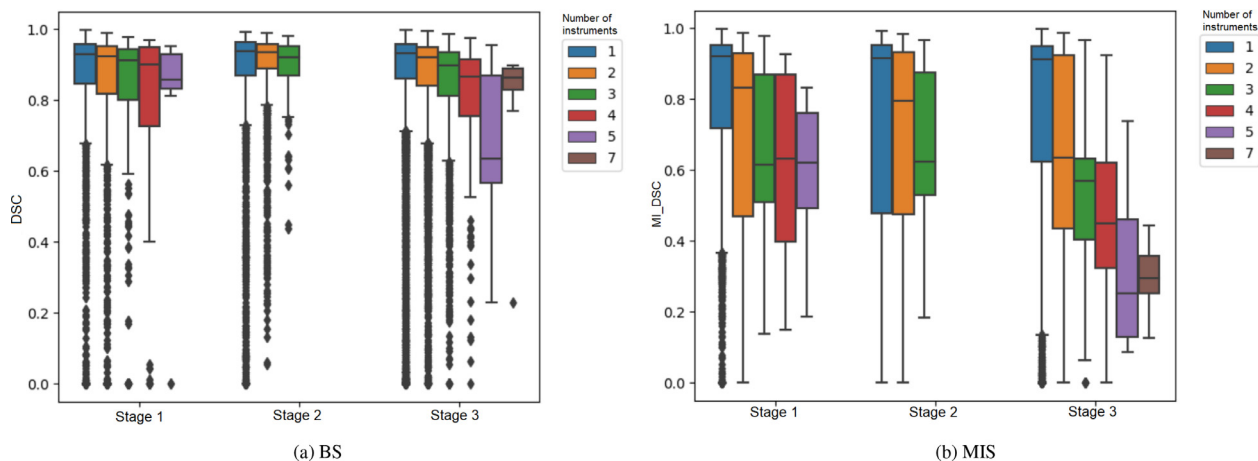 Number of
instruments
1
2
3
4
5
7
1.0
0.8
0.6
0.4
0.2
0.0
DSC
Stage 1
Stage 2
Stage 3
(a) BS
Number of
instruments
1
2
3
4
5
7
1.0
0.8
0.6
0.4
0.2
0.0
MI_DSC
Stage 1
Stage 2
Stage 3
(b) MIS